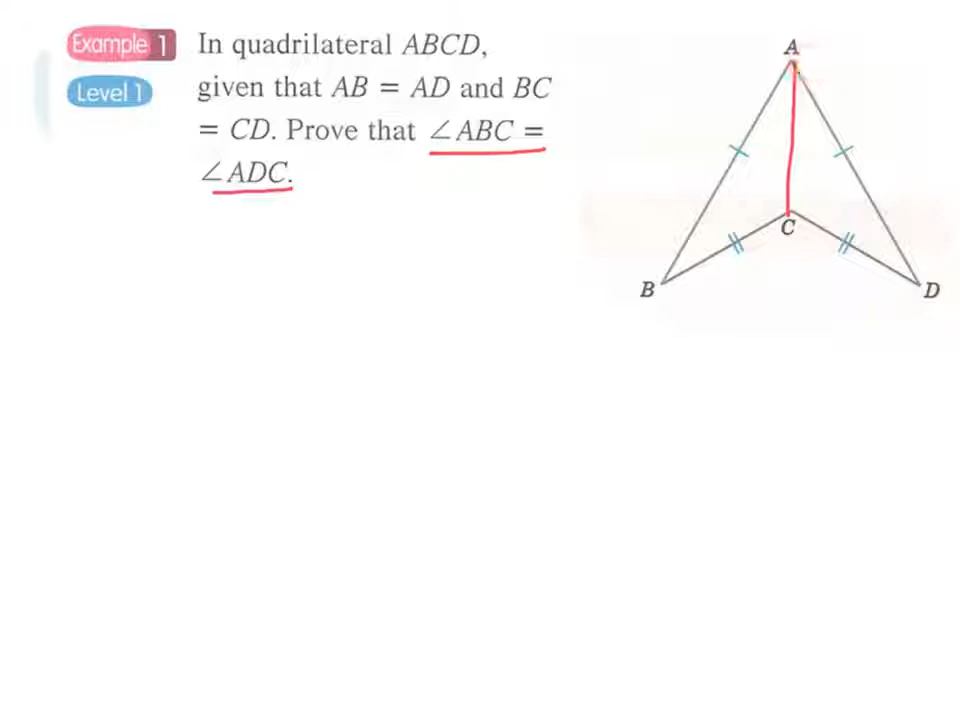 Example 1 In quadrilateral ABCD,
Level 1 given that AB = AD and BC
= CD. Prove that ∠ABC =
∠ADC.
A
C
B
D